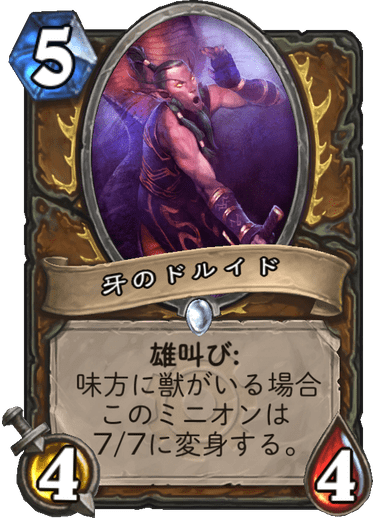 5
牙のドルイド
雄叫び:
味方に獣がいる場合
このミニオンは
7/7に変身する。
4
4